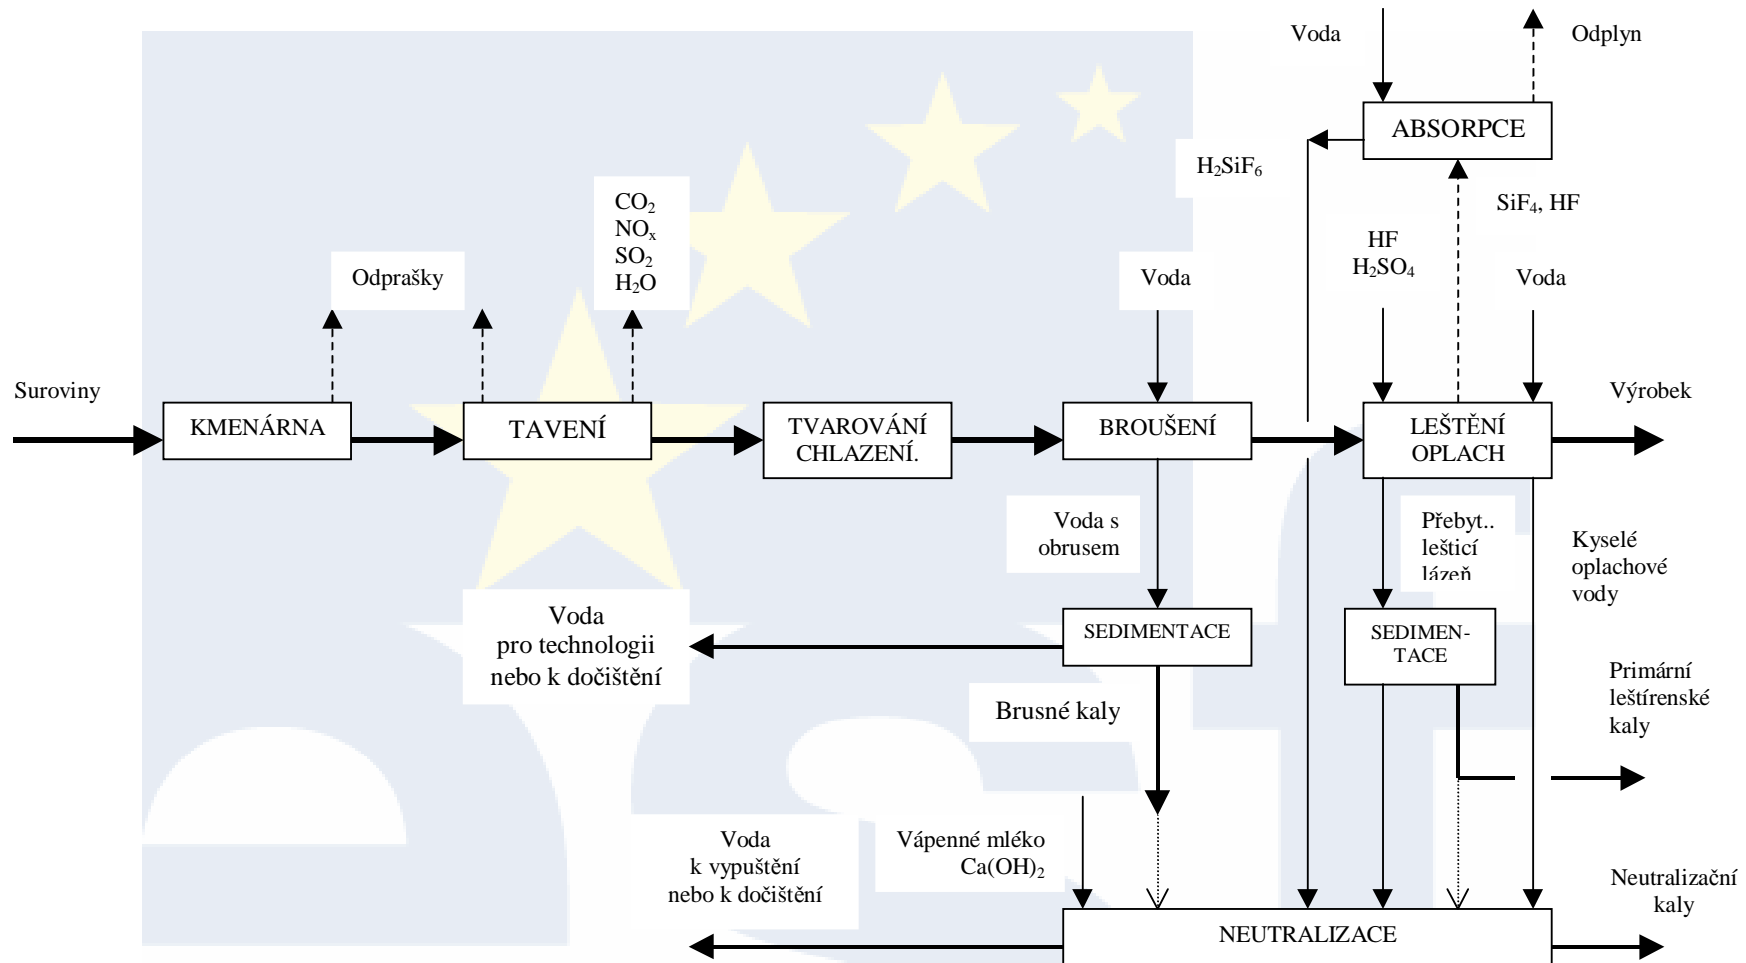 Voda
Odplyn
ABSORPCE
H₂SiF₆
SiF₄, HF
CO₂
NOₓ
SO₂
H₂O
Odprašky
Voda
HF
H₂SO₄
Voda
Suroviny
KMENÁRNA
TAVENÍ
TVAROVÁNÍ
CHLAZENÍ.
BROUŠENÍ
LEŠTĚNÍ
OPLACH
Výrobek
Voda s
obrusem
Přebyt..
lešticí
lázeň
Kyselé
oplachové
vody
Voda
pro technologii
nebo k dočištění
SEDIMENTACE
SEDIMEN-
TACE
Brusné kaly
Primární
leštírenské
kaly
Voda
k vypuštění
nebo k dočištění
Vápenné mléko
Ca(OH)₂
NEUTRALIZACE
Neutralizační
kaly